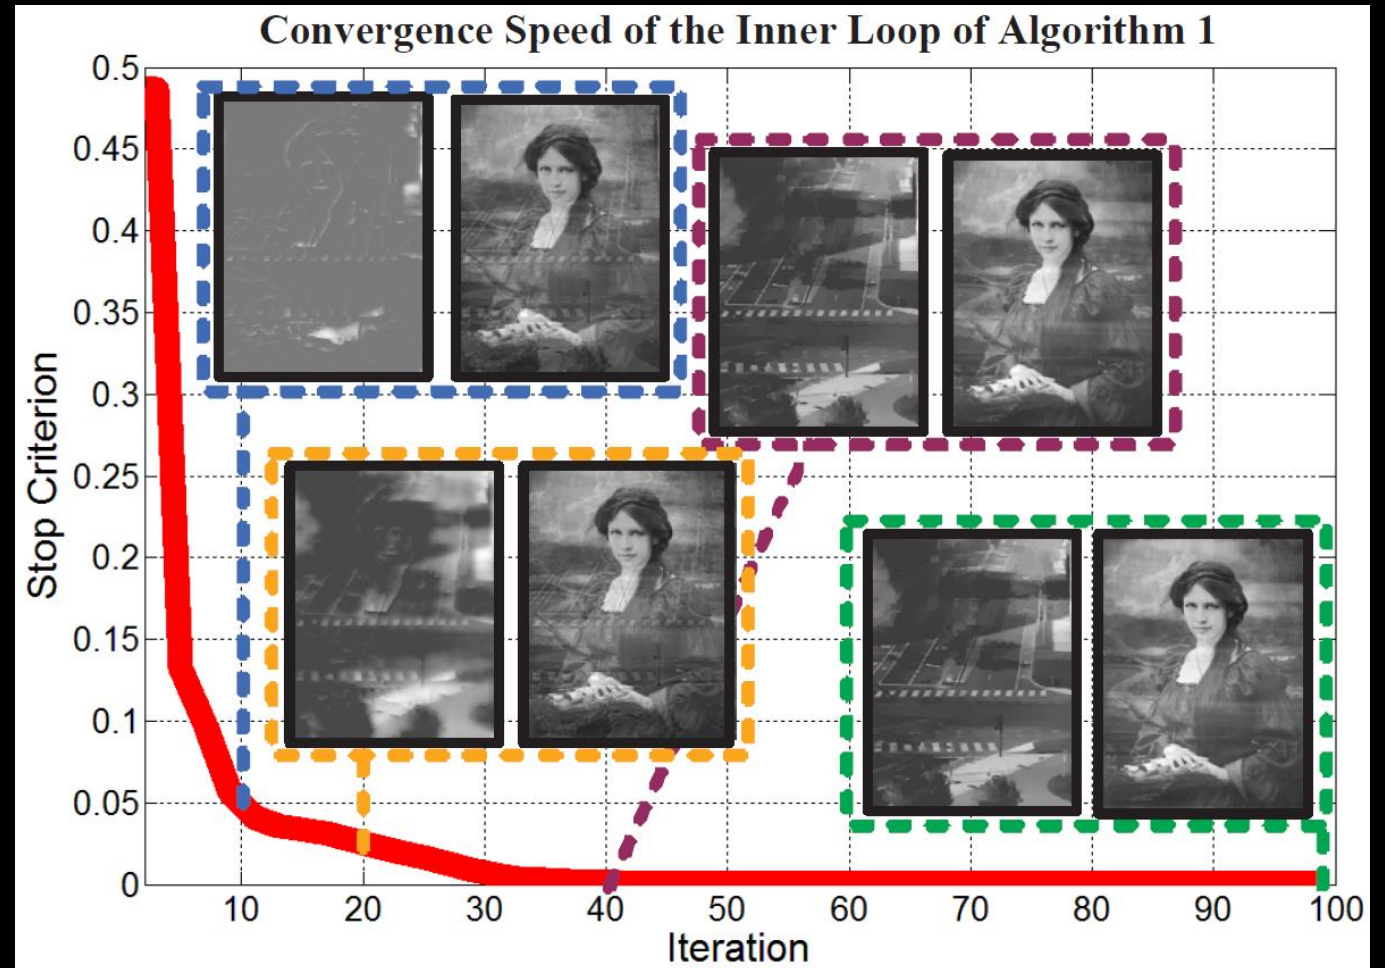 Convergence Speed of the Inner Loop of Algorithm 1
0.5
0.45
0.4
0.35
0.3
0.25
0.2
0.15
0.1
0.05
0
Stop Criterion
10 20 30 40 50 60 70 80 90 100
Iteration